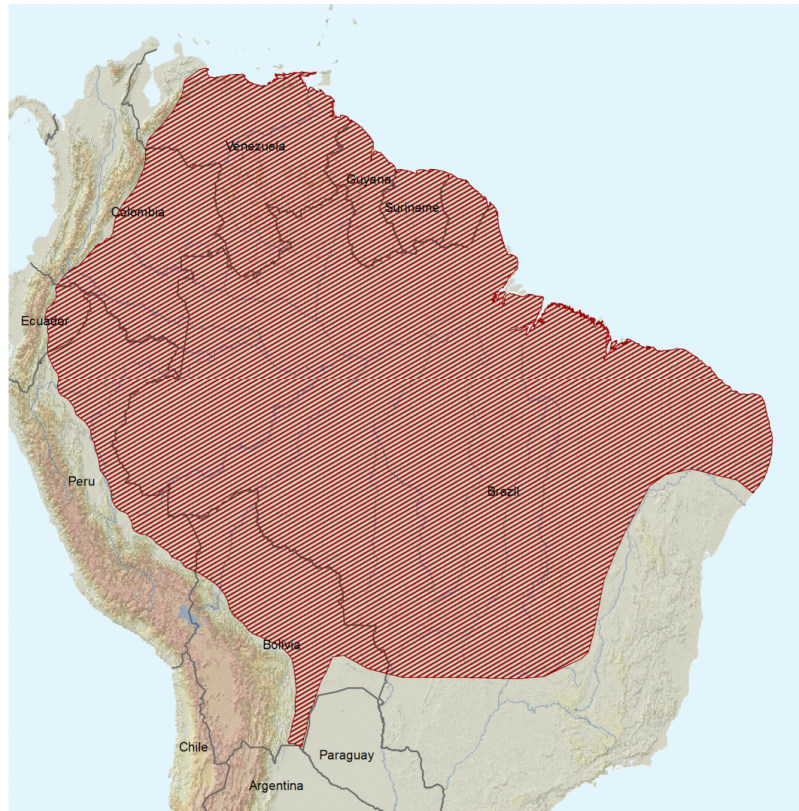 Venezuela
Guyana
Suriname
Colombia
Ecuador
Peru
Brazil
Bolivia
Chile
Paraguay
Argentina